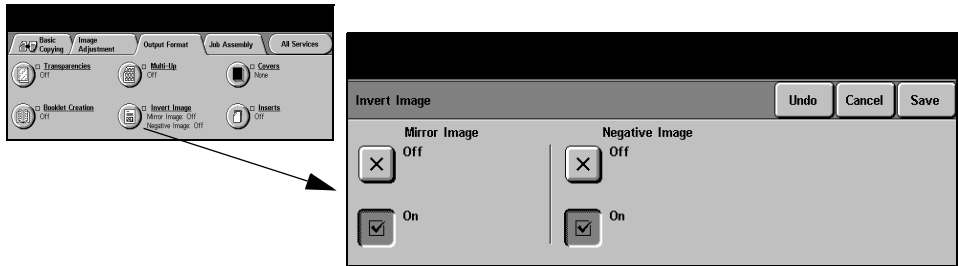 Basic Copying
Image Adjustment
Output Format
Job Assembly
All Services
Transparencies
Off
Multi-Up
Off
Covers
None
Booklet Creation
Off
Invert Image
Mirror Image: Off
Negative Image: Off
Inserts
Off
Invert Image
Undo
Cancel
Save
Mirror Image
Negative Image
Off
Off
On
On